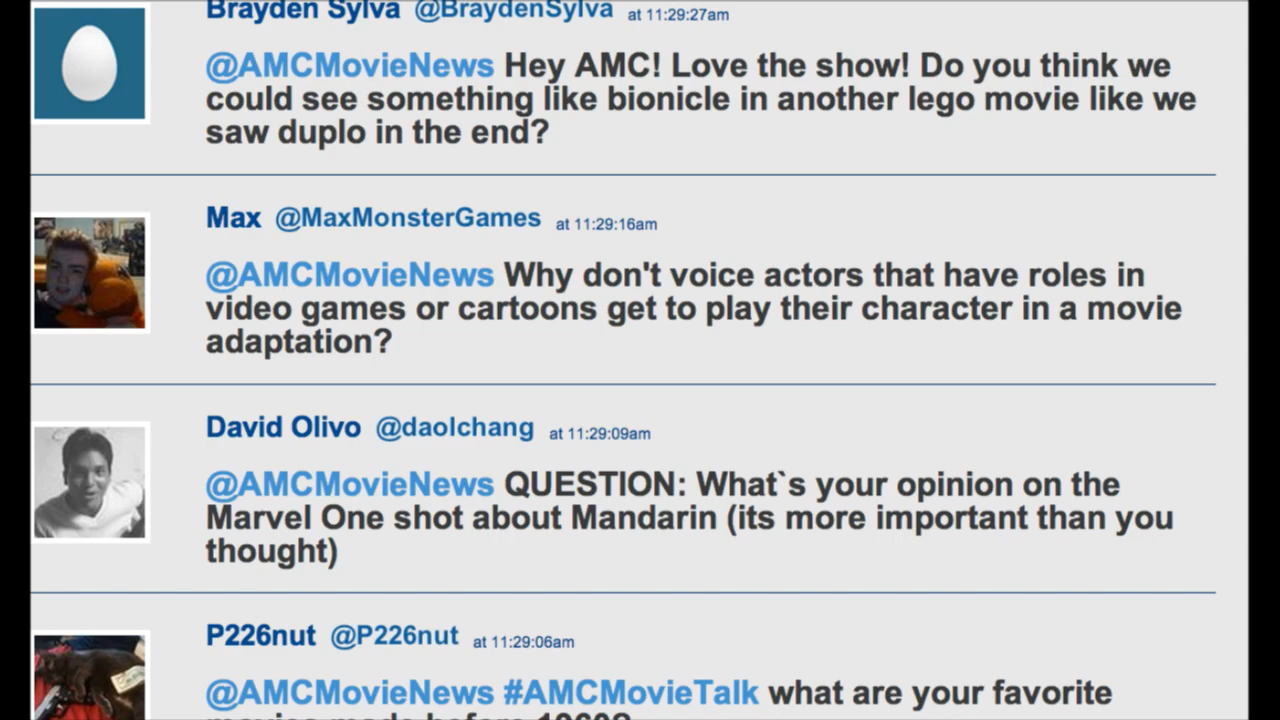 Brayden Sylva @BraydenSylva at 11:29:27am
@AMCMovieNews Hey AMC! Love the show! Do you think we
could see something like bionicle in another lego movie like we
saw duplo in the end?
Max @MaxMonsterGames at 11:29:16am
@AMCMovieNews Why don't voice actors that have roles in
video games or cartoons get to play their character in a movie
adaptation?
David Olivo @daolchang at 11:29:09am
@AMCMovieNews QUESTION: What`s your opinion on the
Marvel One shot about Mandarin (its more important than you
thought)
P226nut @P226nut at 11:29:06am
@AMCMovieNews #AMCMovieTalk what are your favorite
movies made before 1960?